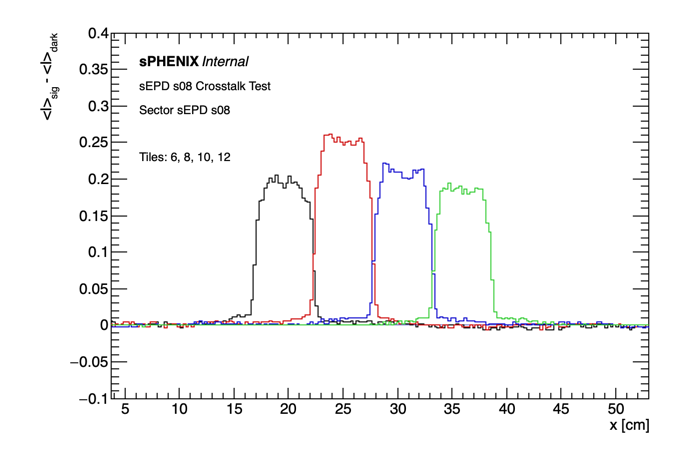 <I>sig - <I>dark
0.4
0.35
0.3
0.25
0.2
0.15
0.1
0.05
0
−0.05
−0.1
sPHENIX Internal
sEPD s08 Crosstalk Test
Sector sEPD s08
Tiles: 6, 8, 10, 12
5 10 15 20 25 30 35 40 45 50
x [cm]